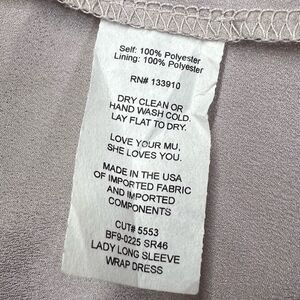 Self: 100% Polyester
Lining: 100% Polyester
RN# 133910
DRY CLEAN OR
HAND WASH COLD.
LAY FLAT TO DRY.
LOVE YOUR MU.
SHE LOVES YOU.
MADE IN THE USA
OF IMPORTED FABRIC
AND IMPORTED
COMPONENTS
CUT# 5553
BF9-0225 SR46
LADY LONG SLEEVE
WRAP DRESS